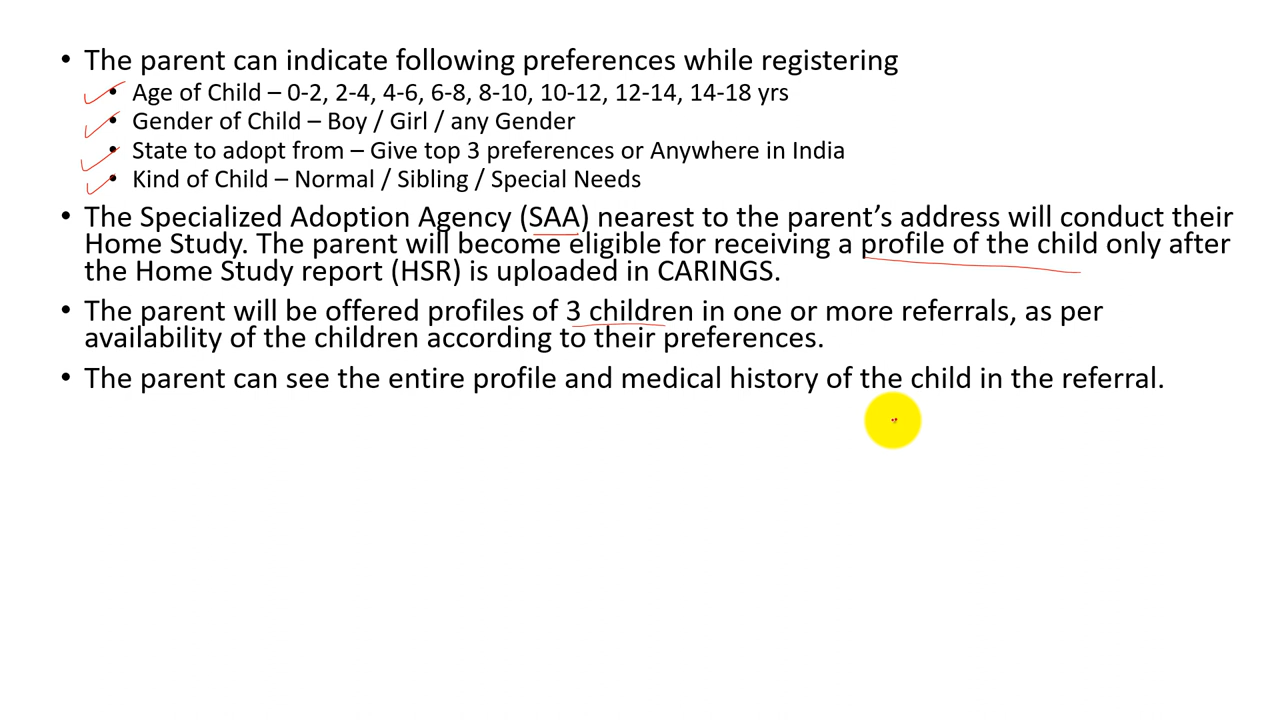 • The parent can indicate following preferences while registering
• Age of Child – 0-2, 2-4, 4-6, 6-8, 8-10, 10-12, 12-14, 14-18 yrs
• Gender of Child – Boy / Girl / any Gender
• State to adopt from – Give top 3 preferences or Anywhere in India
• Kind of Child – Normal / Sibling / Special Needs
• The Specialized Adoption Agency (SAA) nearest to the parent’s address will conduct their
Home Study. The parent will become eligible for receiving a profile of the child only after
the Home Study report (HSR) is uploaded in CARINGS.
• The parent will be offered profiles of 3 children in one or more referrals, as per
availability of the children according to their preferences.
• The parent can see the entire profile and medical history of the child in the referral.